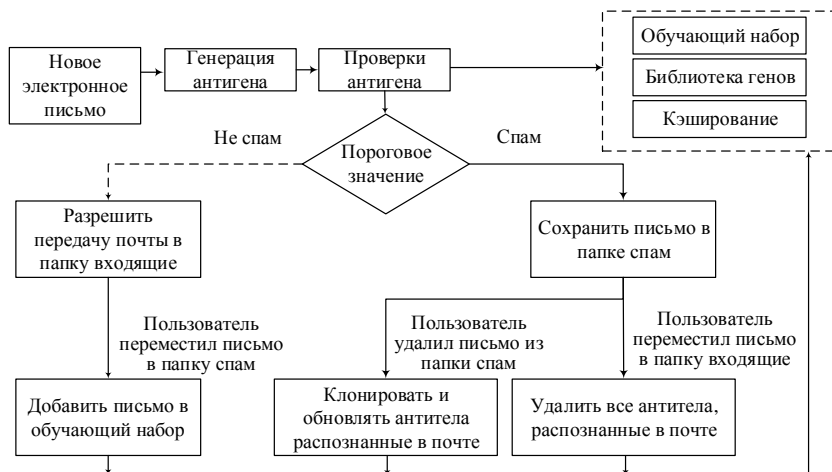 Новое
электронное
письмо
Генерация
антигена
Проверки
антигена
Обучающий набор
Библиотека генов
Кэширование
Не спам
Спам
Пороговое
значение
Разрешить
передачу почты в
папку входящие
Сохранить письмо в
папке спам
Пользователь
переместил письмо
в папку спам
Пользователь
удалил письмо из
папки спам
Пользователь
переместил письмо
в папку входящие
Добавить письмо в
обучающий набор
Клонировать и
обновлять антитела
распознанные в почте
Удалить все антитела,
распознанные в почте